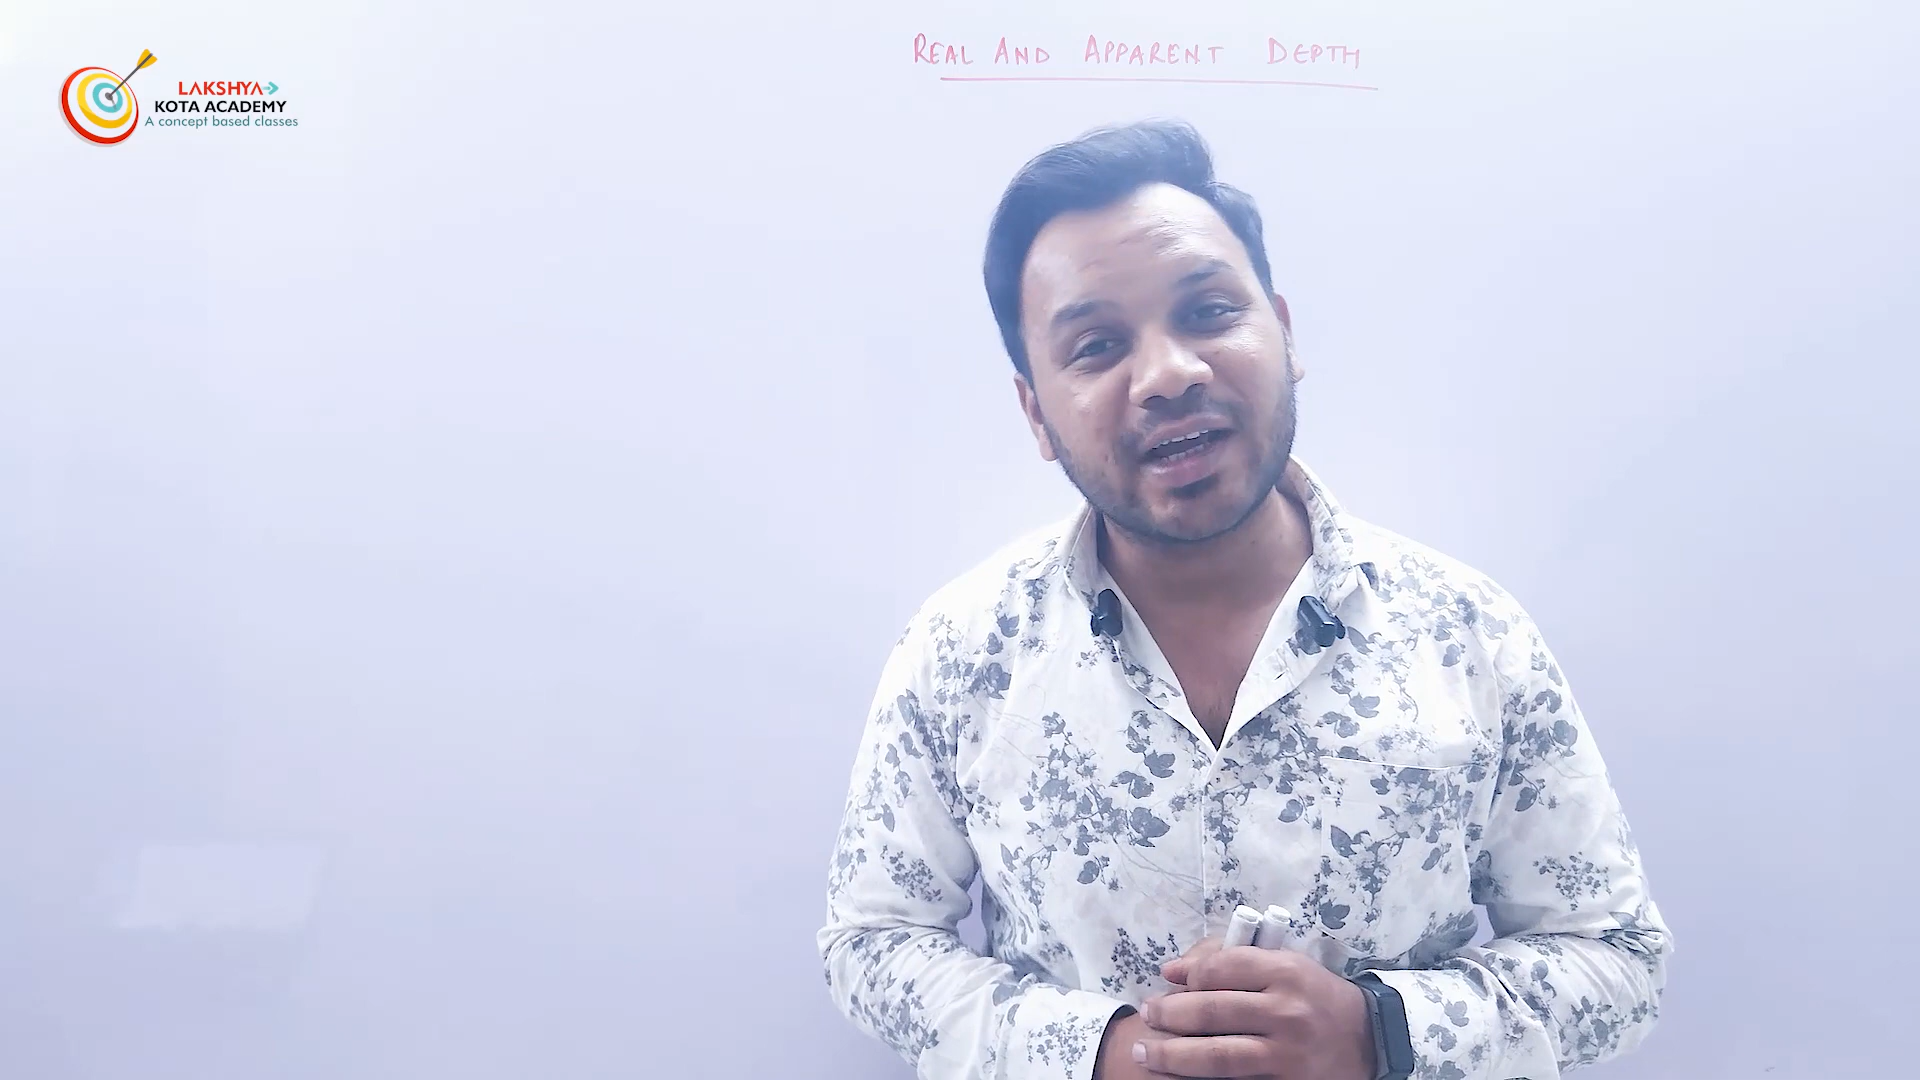 REAL AND APPARENT DEPTH
LAKSHYA
KOTA ACADEMY
A concept based classes